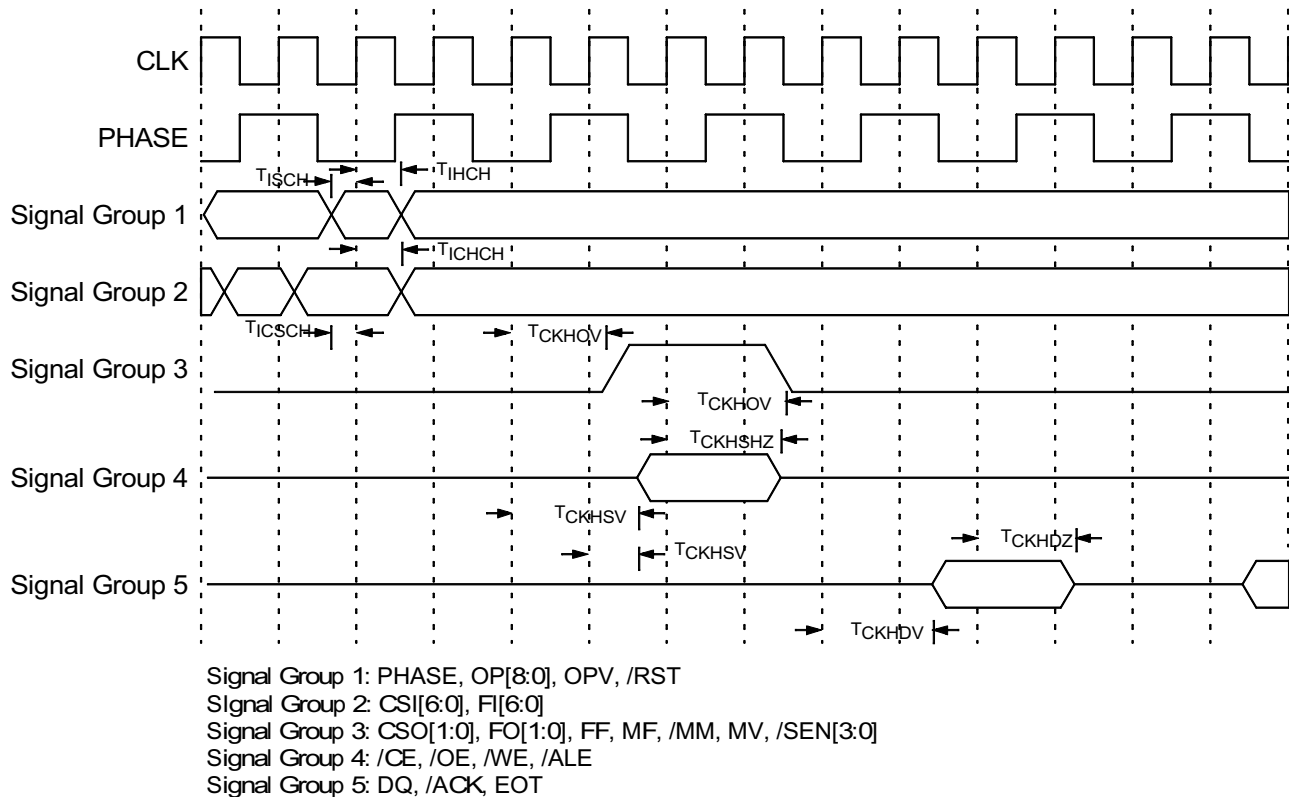 CLK
PHASE
TISCH
TIHCH
Signal Group 1
TICHCH
Signal Group 2
TICSCH
TCKHOV
Signal Group 3
TCKHOV
TCKHSHZ
Signal Group 4
TCKHSV
TCKHSV
TCKHDZ
Signal Group 5
TCKHDV
Signal Group 1: PHASE, OP[8:0], OPV, /RST
SIgnal Group 2: CSI[6:0], FI[6:0]
Signal Group 3: CSO[1:0], FO[1:0], FF, MF, /MM, MV, /SEN[3:0]
Signal Group 4: /CE, /OE, /WE, /ALE
Signal Group 5: DQ, /ACK, EOT